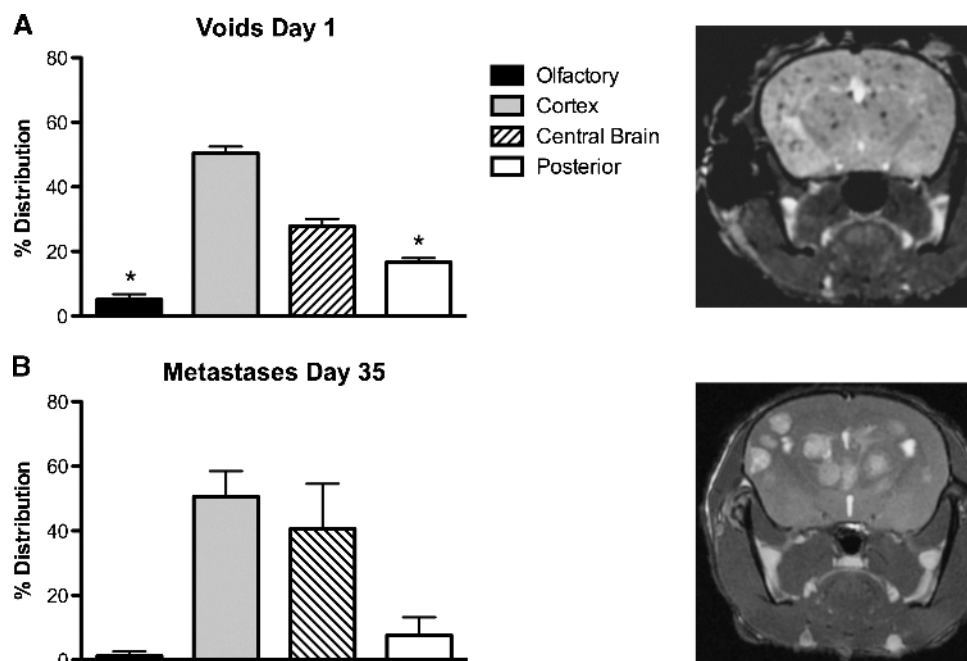 A
Voids Day 1
80
60
40
20
0
% Distribution
*
*
Olfactory
Cortex
Central Brain
Posterior
B
Metastases Day 35
80
60
40
20
0
% Distribution